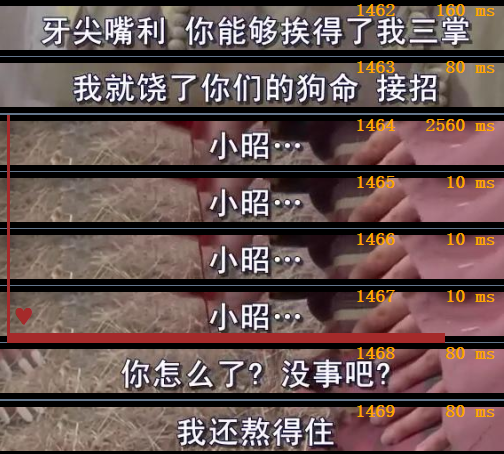 1462 160 ms
牙尖嘴利 你能够挨得了我三掌
1463 80 ms
我就饶了你们的狗命 接招
1464 2560 ms
小昭…
1465 10 ms
小昭…
1466 10 ms
小昭…
1467 10 ms
小昭…
1468 80 ms
你怎么了? 没事吧?
1469 80 ms
我还熬得住